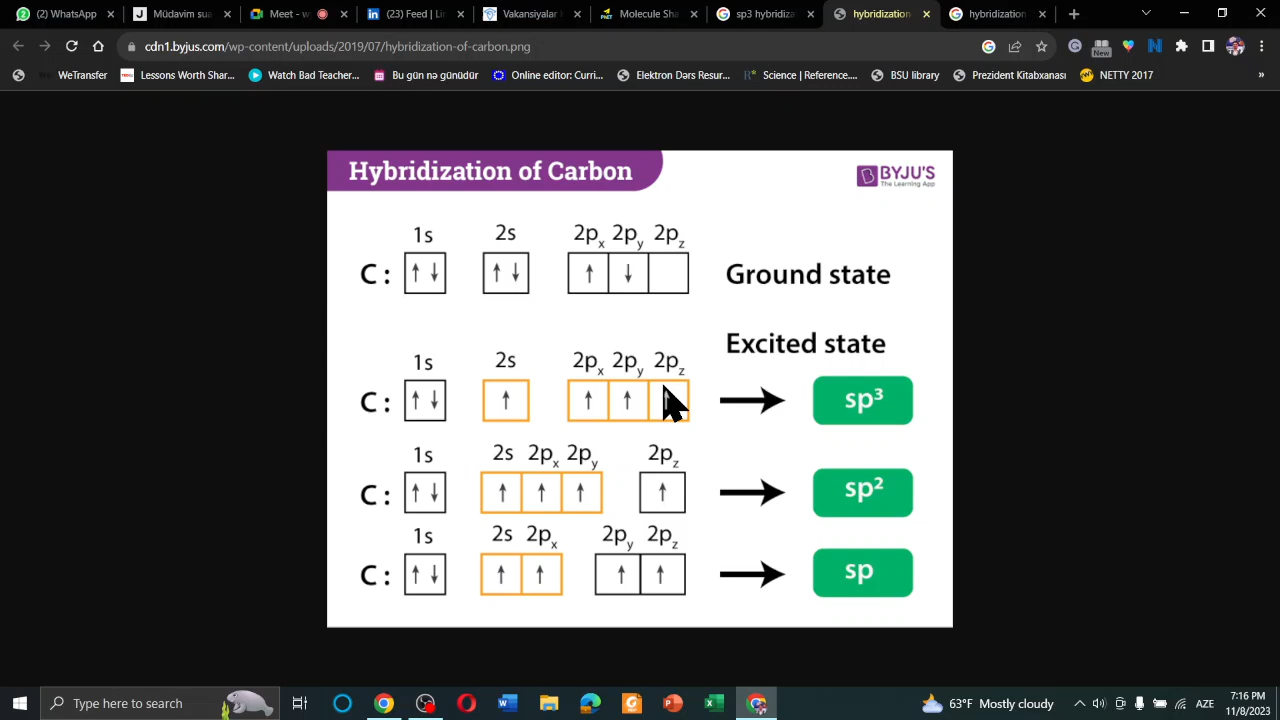 (2) WhatsApp
Müdavim sua
Meet - w
(23) Feed | Lin
Vakansiyalar
Molecule Sha
sp3 hybridiza
hybridization
hybridization
cdn1.byjus.com/wp-content/uploads/2019/07/hybridization-of-carbon.png
New
WeTransfer
Lessons Worth Shar...
Watch Bad Teacher...
Bu gün nə günüdür
Online editor Curri...
Elektron Dərs Resur...
Science | Reference....
BSU library
Prezident Kitabxanası
NETTY 2017
»
Hybridization of Carbon
BYJU'S
The Learning App
1s 2s 2px 2py 2pz
C : ↑↓ ↑↓ ↑ ↓ Ground state
Excited state
1s 2s 2px 2py 2pz
C : ↑↓ ↑ ↑ ↑ ↑ sp³
1s 2s 2px 2py 2pz
C : ↑↓ ↑ ↑ ↑ ↑ sp²
1s 2s 2px 2py 2pz
C : ↑↓ ↑ ↑ ↑ ↑ sp
Type here to search
63°F Mostly cloudy
AZE
7:16 PM
11/8/2023